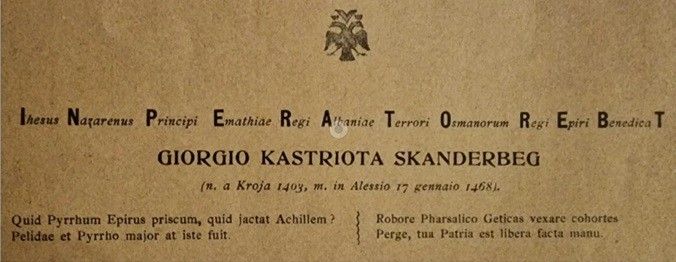 Ihesus Nazarenus Principi Emathiae Regi Albaniae Terrori Osmanorum Regi Epiri BenedicaT
GIORGIO KASTRIOTA SKANDERBEG
(n. a Kroja 1403, m. in Alessio 17 gennaio 1468).
Quid Pyrrhum Epirus priscum, quid jactat Achillem?
Pelidae et Pyrrho major at iste fuit.
Robore Pharsalico Geticas vexare cohortes
Perge, tua Patria est libera facta manu.